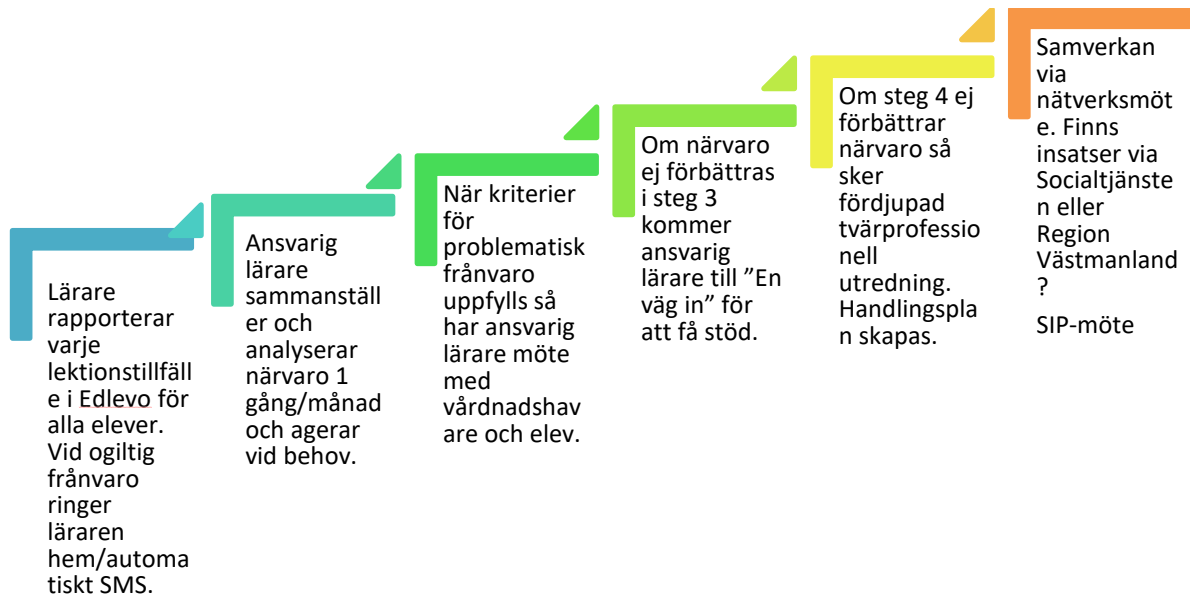 Lärare
rapporterar
varje
lektionstillfäll
e i Edlevo för
alla elever.
Vid ogiltig
frånvaro
ringer
läraren
hem/automa
tiskt SMS.
Ansvarig
lärare
sammanställ
er och
analyserar
närvaro 1
gång/månad
och agerar
vid behov.
När kriterier
för
problematisk
frånvaro
uppfylls så
har ansvarig
lärare möte
med
vårdnadshav
are och elev.
Om närvaro
ej förbättras
i steg 3
kommer
ansvarig
lärare till ”En
väg in” för
att få stöd.
Om steg 4 ej
förbättrar
närvaro så
sker
fördjupad
tvärprofessio
nell
utredning.
Handlingspla
n skapas.
Samverkan
via
nätverksmöt
e. Finns
insatser via
Socialtjänste
n eller
Region
Västmanland
?
SIP-möte